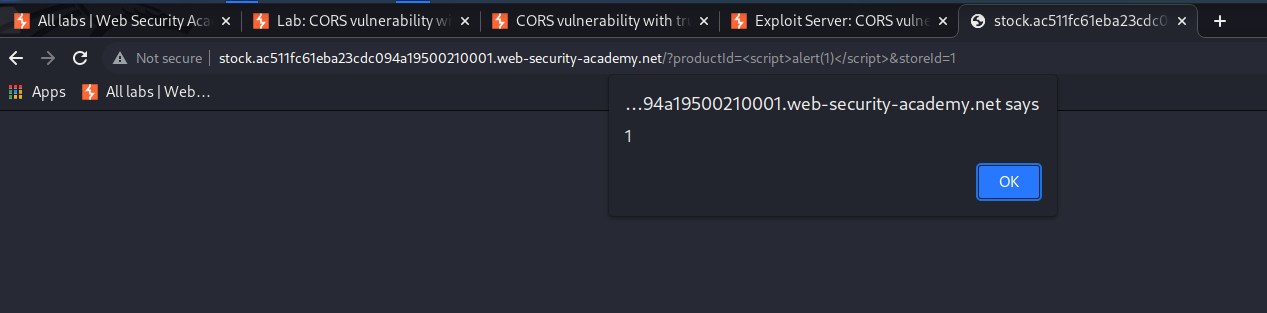 All labs | Web Security Aca
Lab: CORS vulnerability wi
CORS vulnerability with tru
Exploit Server: CORS vulne
stock.ac511fc61eba23cdc0
Not secure | stock.ac511fc61eba23cdc094a19500210001.web-security-academy.net/?productId=<script>alert(1)</script>&storeId=1
Apps
All labs | Web…
…94a19500210001.web-security-academy.net says
1
OK